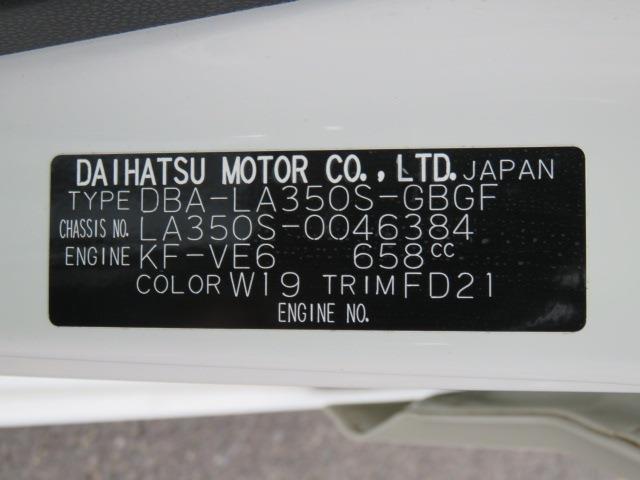 DAIHATSU MOTOR CO., LTD. JAPAN
TYPE DBA-LA350S-GBGF
CHASSIS NO. LA350S-0046384
ENGINE KF-VE6 658cc
COLOR W19 TRIM FD21
ENGINE NO.